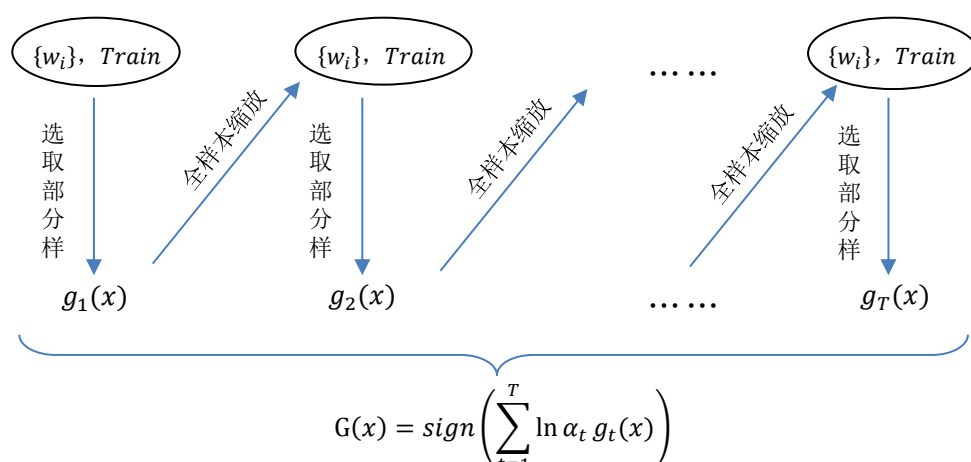 {w_i}，Train
{w_i}，Train
……
{w_i}，Train
选取部分样
全样本缩放
选取部分样
全样本缩放
全样本缩放
选取部分样
g_1(x)
g_2(x)
……
g_T(x)
G(x) = sign(∑_{t=1}^{T} ln α_t g_t(x))